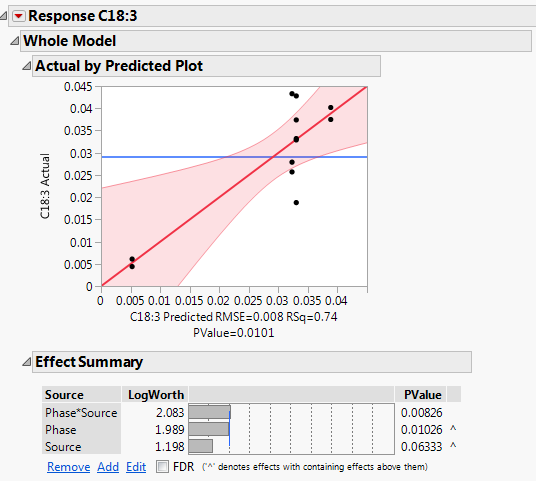 Response C18:3
Whole Model
Actual by Predicted Plot
0.045
0.04
0.035
0.03
0.025
0.02
0.015
0.01
0.005
0
C18:3 Actual
0 0.005 0.01 0.015 0.02 0.025 0.03 0.035 0.04
C18:3 Predicted RMSE=0.008 RSq=0.74
PValue=0.0101
Effect Summary
Source LogWorth PValue
Phase*Source 2.083 0.00826
Phase 1.989 0.01026 ^
Source 1.198 0.06333 ^
Remove Add Edit FDR ('^' denotes effects with containing effects above them)